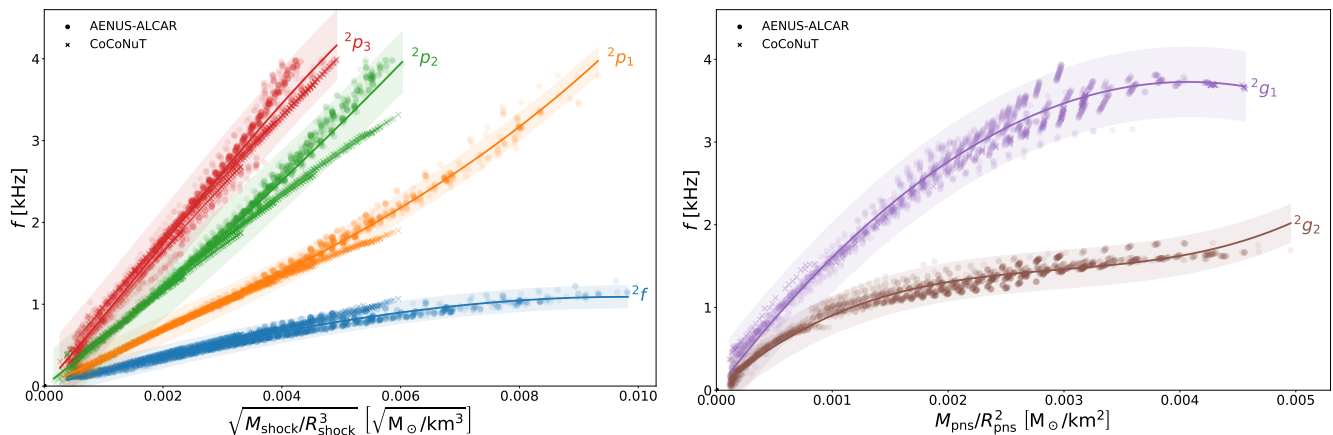 AENUS-ALCAR
CoCoNuT
²p₃
²p₂
²p₁
²f
f [kHz]
4
3
2
1
0
0.000
0.002
0.004
0.006
0.008
0.010
√M_shock/R³_shock [√M_⊙/km³]
AENUS-ALCAR
CoCoNuT
²g₁
²g₂
f [kHz]
4
3
2
1
0
0.000
0.001
0.002
0.003
0.004
0.005
M_pns/R²_pns [M_⊙/km²]